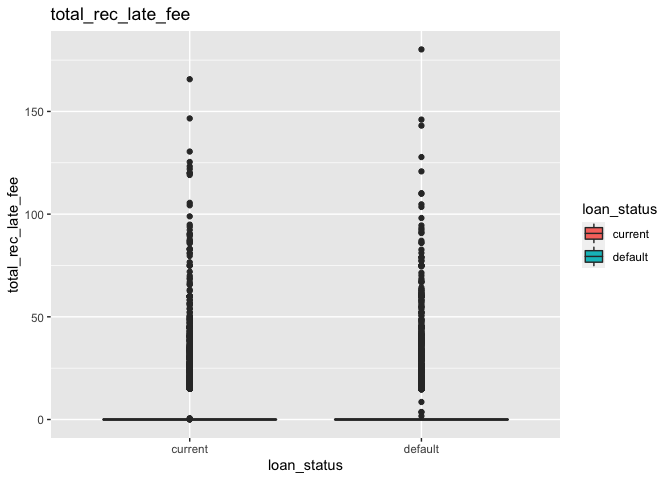 total_rec_late_fee
total_rec_late_fee
150
100
50
0
current
default
loan_status
loan_status
current
default